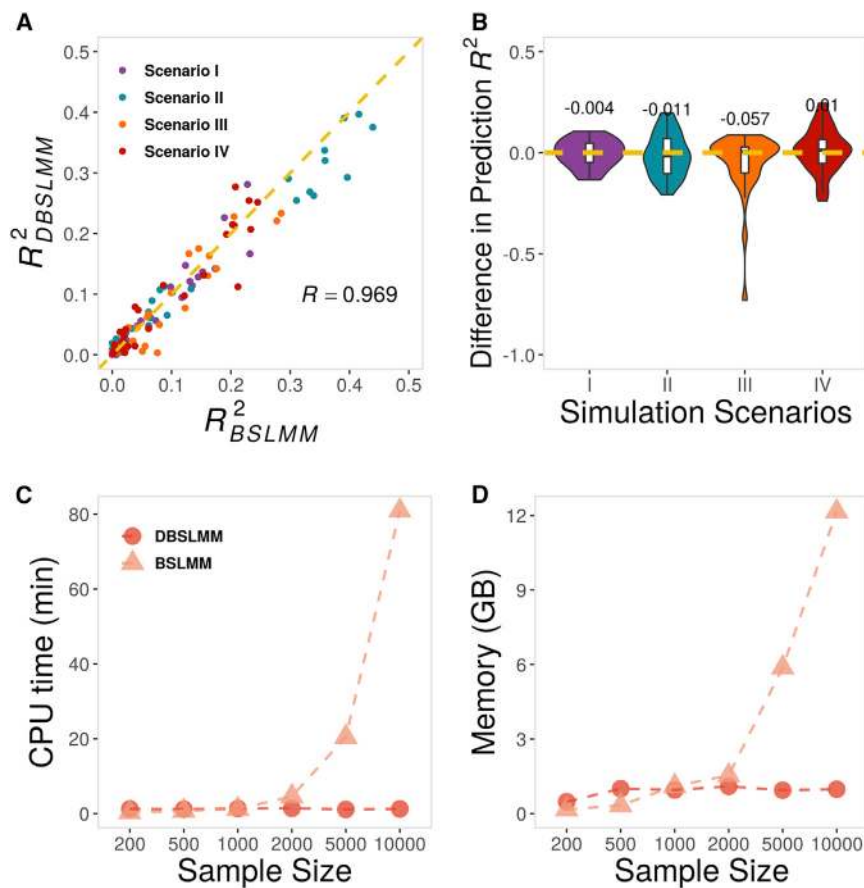 A
0.5
0.4
0.3
0.2
0.1
0.0
R²_DBSLMM
Scenario I
Scenario II
Scenario III
Scenario IV
R = 0.969
0.0 0.1 0.2 0.3 0.4 0.5
R²_BSLMM
B
0.5
0.0
-0.5
-1.0
Difference in Prediction R²
-0.004 -0.011 -0.057 0.01
I II III IV
Simulation Scenarios
C
80
60
40
20
0
CPU time (min)
DBSLMM
BSLMM
200 500 1000 2000 5000 10000
Sample Size
D
12
9
6
3
0
Memory (GB)
200 500 1000 2000 5000 10000
Sample Size